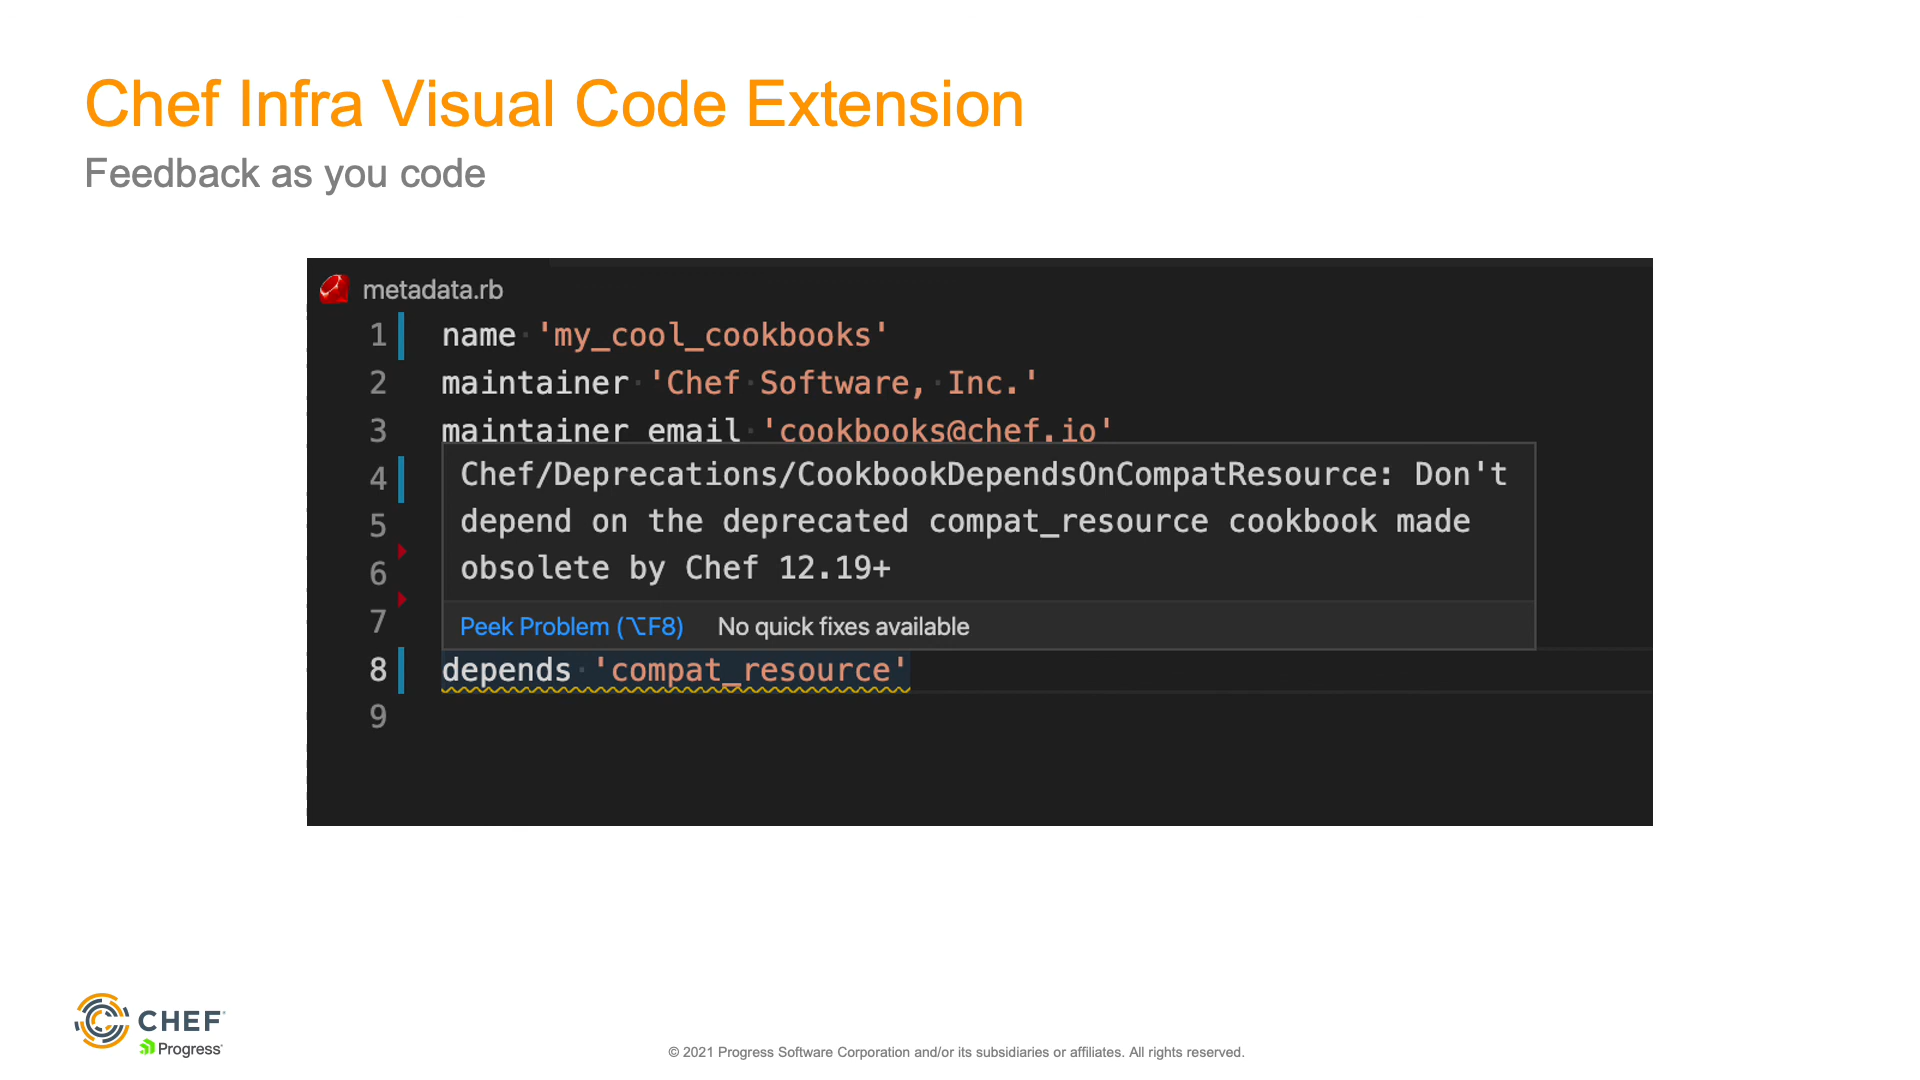 Chef Infra Visual Code Extension
Feedback as you code
metadata.rb
1 name 'my_cool_cookbooks'
2 maintainer 'Chef Software, Inc.'
3 maintainer_email 'cookbooks@chef.io'
4 Chef/Deprecations/CookbookDependsOnCompatResource: Don't
5 depend on the deprecated compat_resource cookbook made
6 obsolete by Chef 12.19+
7 Peek Problem (⌥F8) No quick fixes available
8 depends 'compat_resource'
9
CHEF
Progress
© 2021 Progress Software Corporation and/or its subsidiaries or affiliates. All rights reserved.